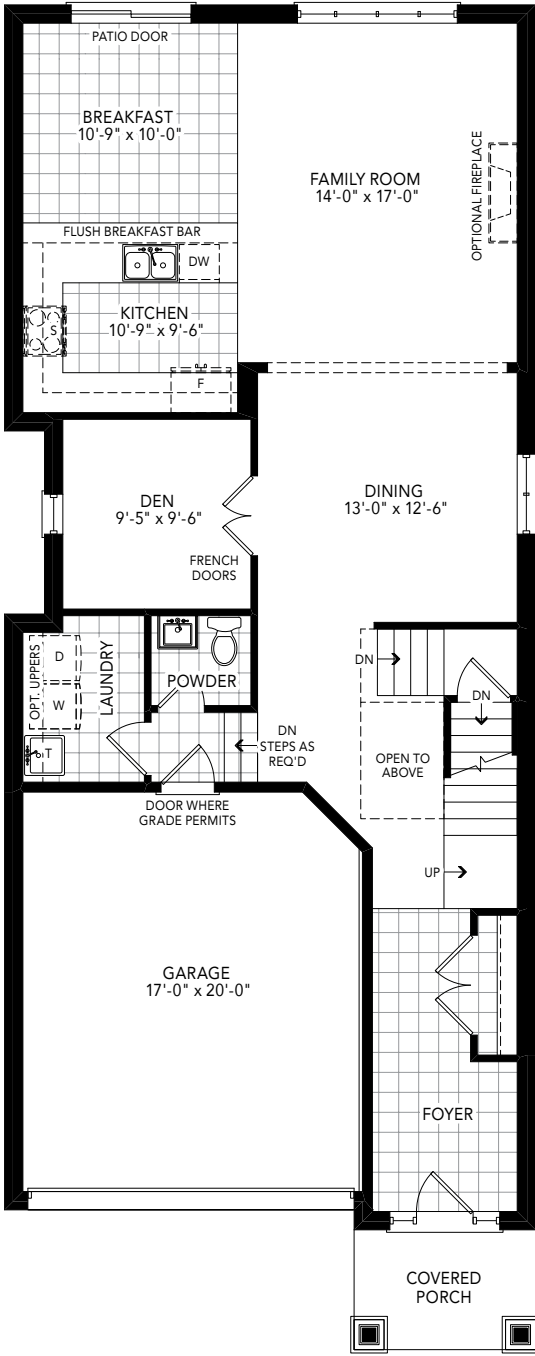 PATIO DOOR
BREAKFAST
10'-9" x 10'-0"
FAMILY ROOM
14'-0" x 17'-0"
OPTIONAL FIREPLACE
FLUSH BREAKFAST BAR
DW
KITCHEN
10'-9" x 9'-6"
S
F
DEN
9'-5" x 9'-6"
FRENCH
DOORS
DINING
13'-0" x 12'-6"
OPT. UPPERS
D
W
T
LAUNDRY
POWDER
DN
STEPS AS
REQ'D
DN
DN
OPEN TO
ABOVE
UP
DOOR WHERE
GRADE PERMITS
GARAGE
17'-0" x 20'-0"
FOYER
COVERED
PORCH